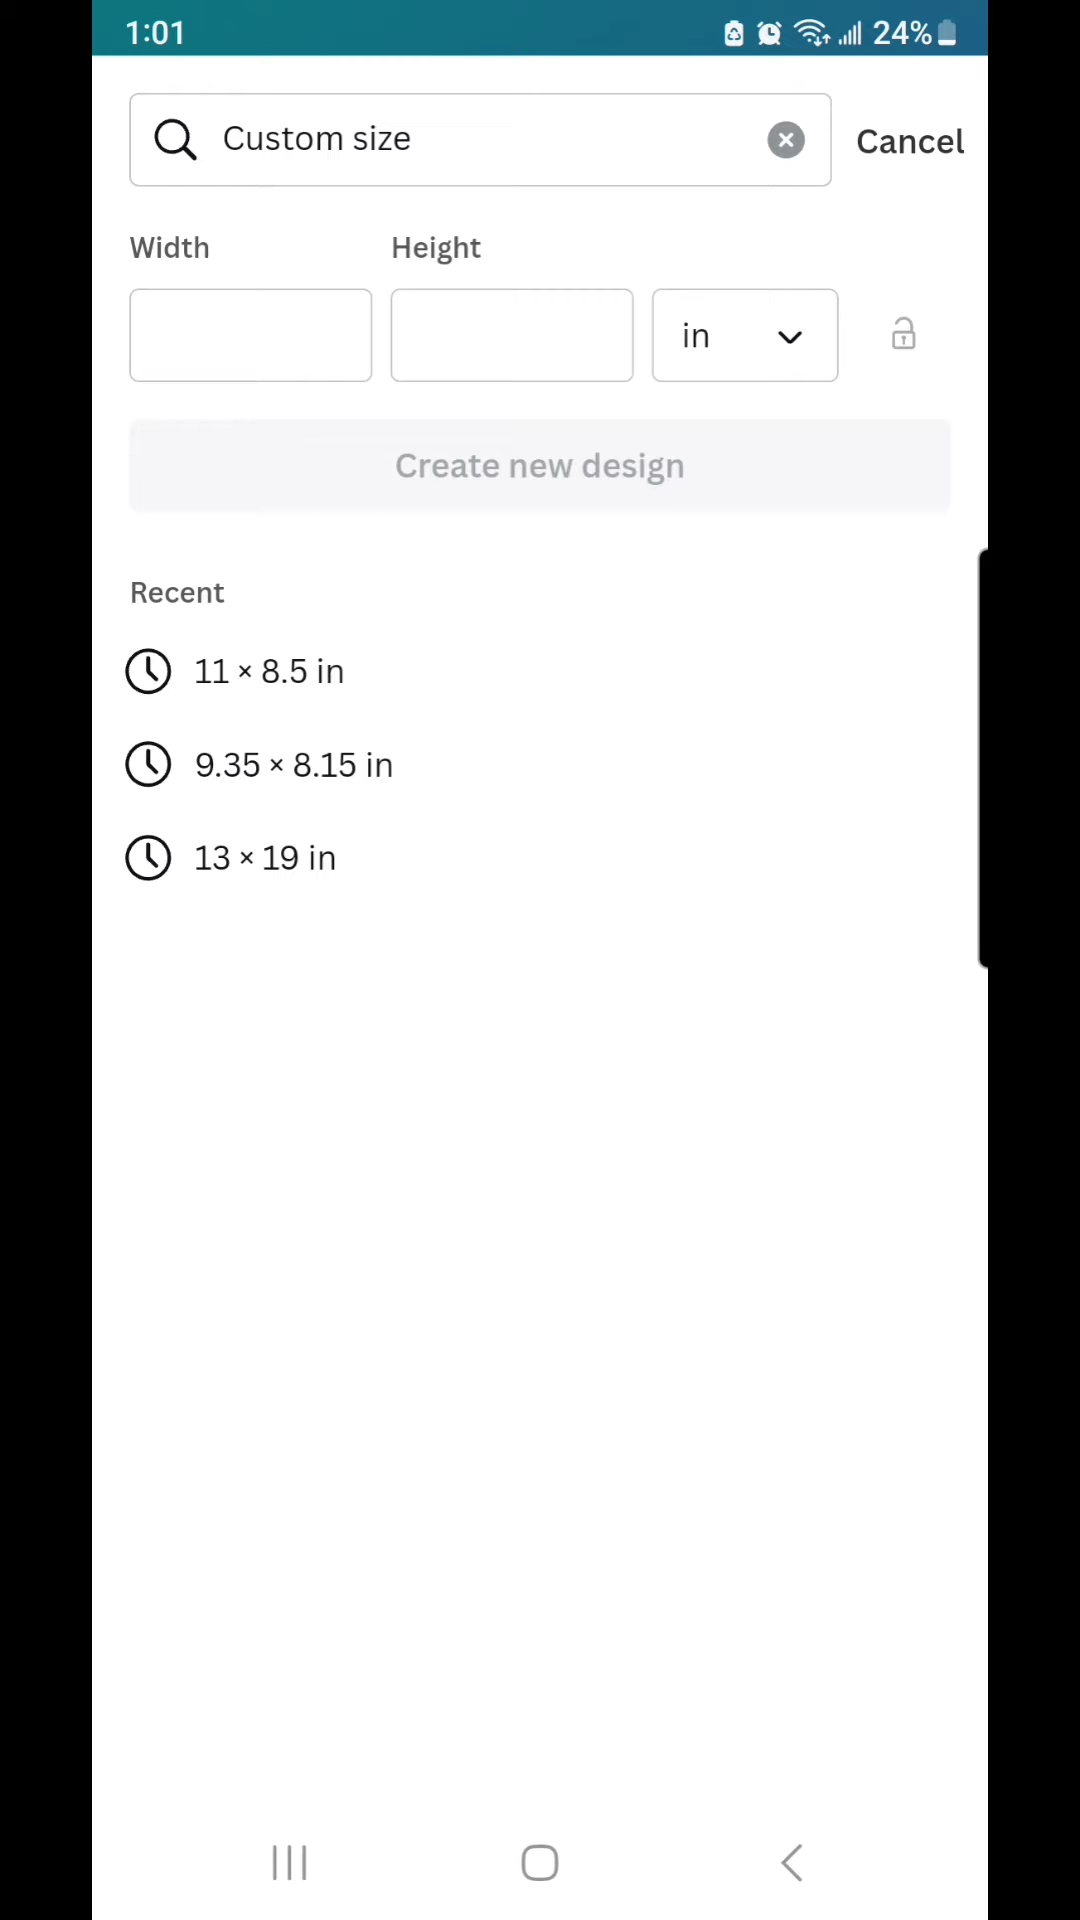 1:01 24%
Custom size
Cancel
Width Height
in
Create new design
Recent
11 × 8.5 in
9.35 × 8.15 in
13 × 19 in